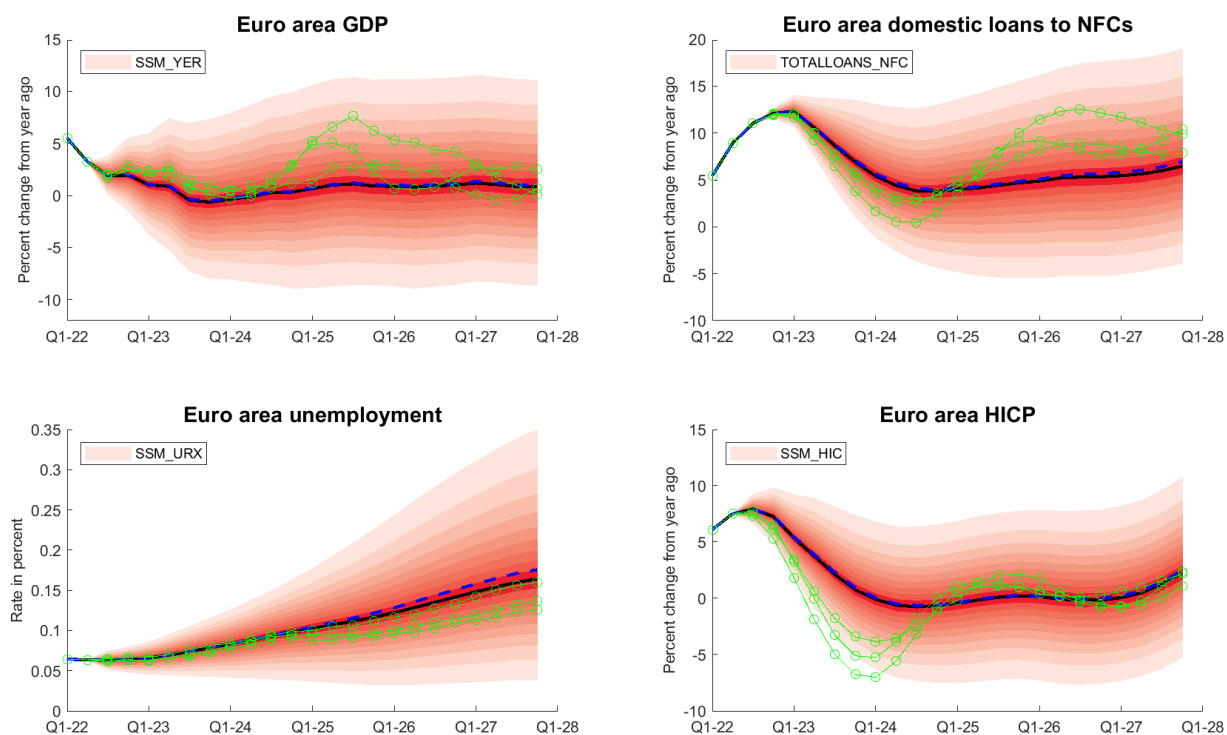 Euro area GDP
Percent change from year ago
15
10
5
0
-5
-10
SSM_YER
Q1-22 Q1-23 Q1-24 Q1-25 Q1-26 Q1-27 Q1-28
Euro area domestic loans to NFCs
Percent change from year ago
20
15
10
5
0
-5
-10
TOTALLOANS_NFC
Q1-22 Q1-23 Q1-24 Q1-25 Q1-26 Q1-27 Q1-28
Euro area unemployment
Rate in percent
0.35
0.3
0.25
0.2
0.15
0.1
0.05
0
SSM_URX
Q1-22 Q1-23 Q1-24 Q1-25 Q1-26 Q1-27 Q1-28
Euro area HICP
Percent change from year ago
15
10
5
0
-5
-10
SSM_HIC
Q1-22 Q1-23 Q1-24 Q1-25 Q1-26 Q1-27 Q1-28